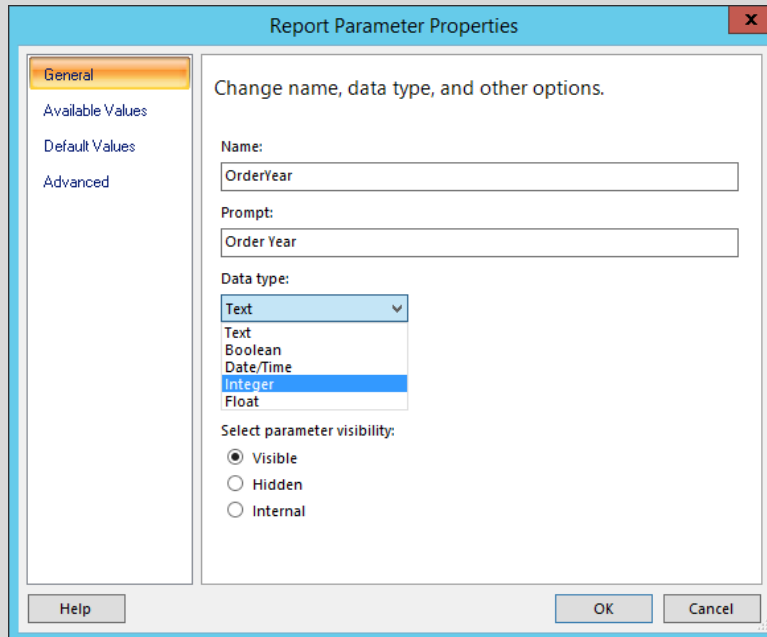 Report Parameter Properties
x
General
Available Values
Default Values
Advanced
Change name, data type, and other options.
Name:
OrderYear
Prompt:
Order Year
Data type:
Text
Text
Boolean
Date/Time
Integer
Float
Select parameter visibility:
Visible
Hidden
Internal
Help
OK
Cancel